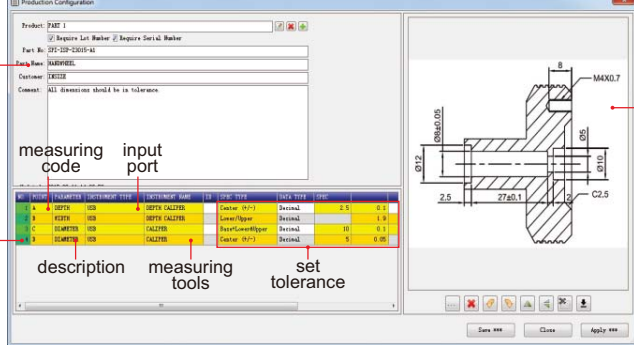 Production Configuration
Product: PART 1
Require Lot Number Require Serial Number
Part No: SPI-ISP-Z3015-A1
Part Name: HANDWHEEL
Customer: INSIZE
Comment: All dimensions should be in tolerance
measuring code
input port
NO POINT PARAMETER INSTRUMENT TYPE INSTRUMENT NAME SPEC TYPE DATA TYPE SPEC
1 A DEPTH USB DEPTH CALIPER Center (+/-) Decimal 2.5 0.1
2 B WIDTH USB DEPTH CALIPER Lower/Upper Decimal 1.9
3 C DIAMETER USB CALIPER Base+Lower&Upper Decimal 10 0.1
4 D DIAMETER USB CALIPER Center (+/-) Decimal 5 0.05
description
measuring tools
set tolerance
8
M4X0.7
Ø8±0.05
Ø12
Ø5
Ø10
2.5
27±0.1
2
C2.5
Save
Close
Apply